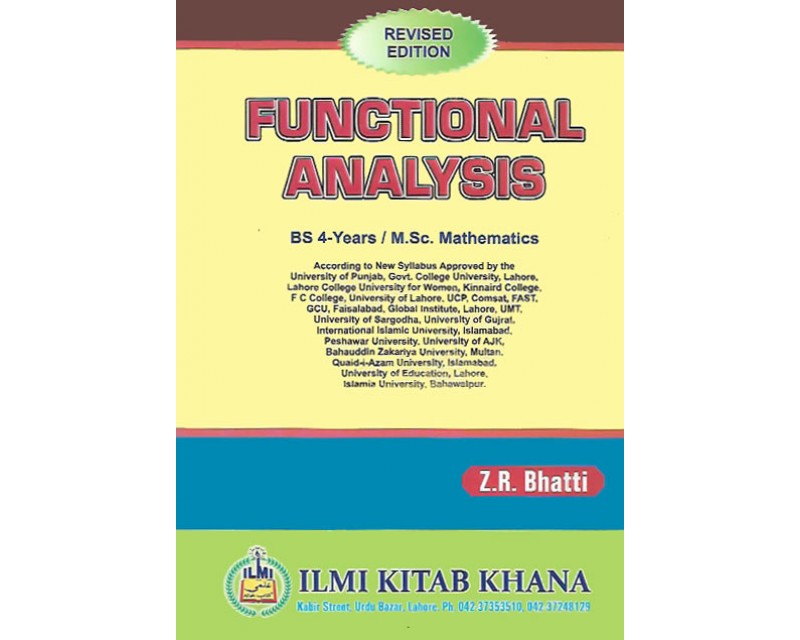 REVISED
EDITION
FUNCTIONAL
ANALYSIS
BS 4-Years / M.Sc. Mathematics
According to New Syllabus Approved by the
University of Punjab, Govt. College University, Lahore,
Lahore College University for Women, Kinnaird College,
F C College, University of Lahore, UCP, Comsat, FAST,
GCU, Faisalabad, Global Institute, Lahore, UMT,
University of Sargodha, University of Gujrat,
International Islamic University, Islamabad,
Peshawar University, University of AJK,
Bahauddin Zakariya University, Multan,
Quaid-i-Azam University, Islamabad,
University of Education, Lahore,
Islamia University, Bahawalpur.
Z.R. Bhatti
ILMI
علمی
ILMI KITAB KHANA
Kabir Street, Urdu Bazar, Lahore. Ph. 042 37353510, 042 37248129